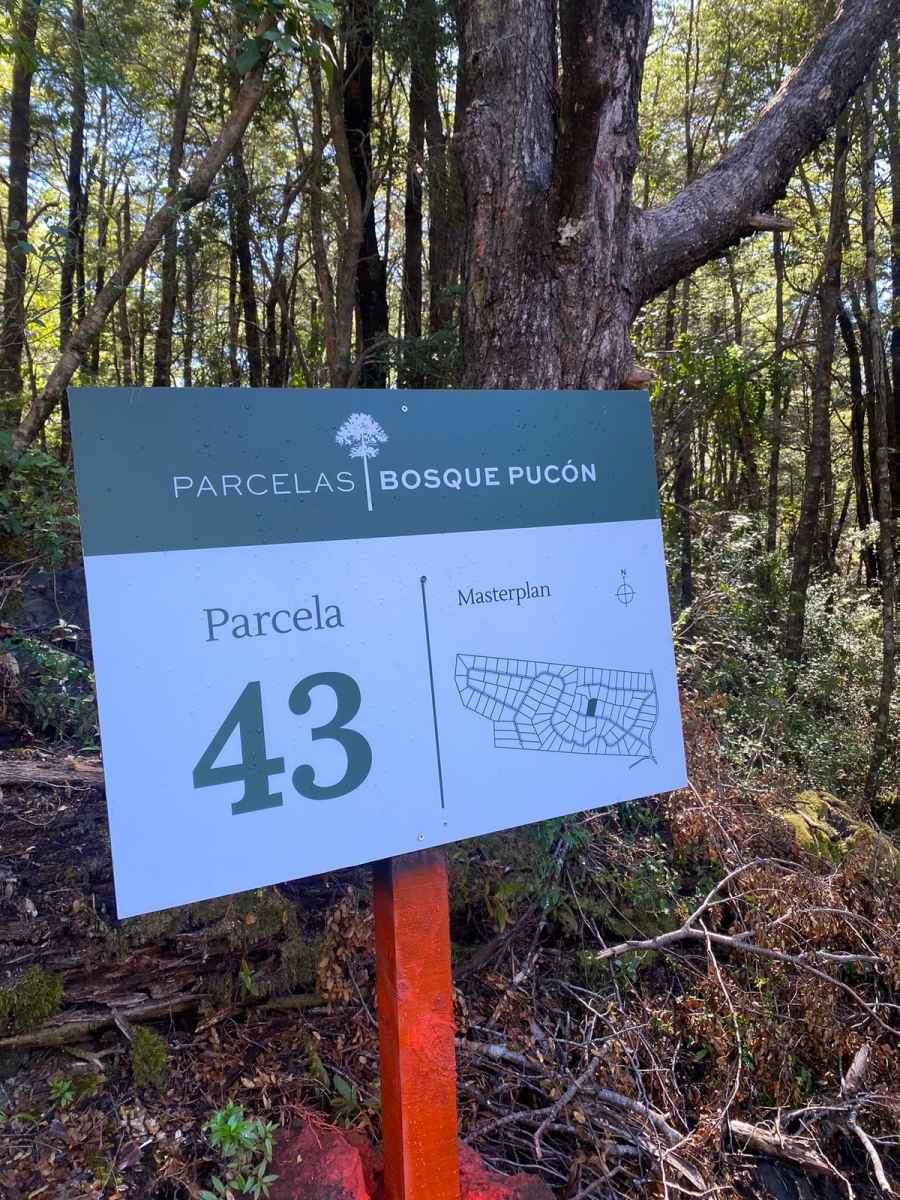 PARCELAS BOSQUE PUCÓN
Parcela
43
Masterplan
N